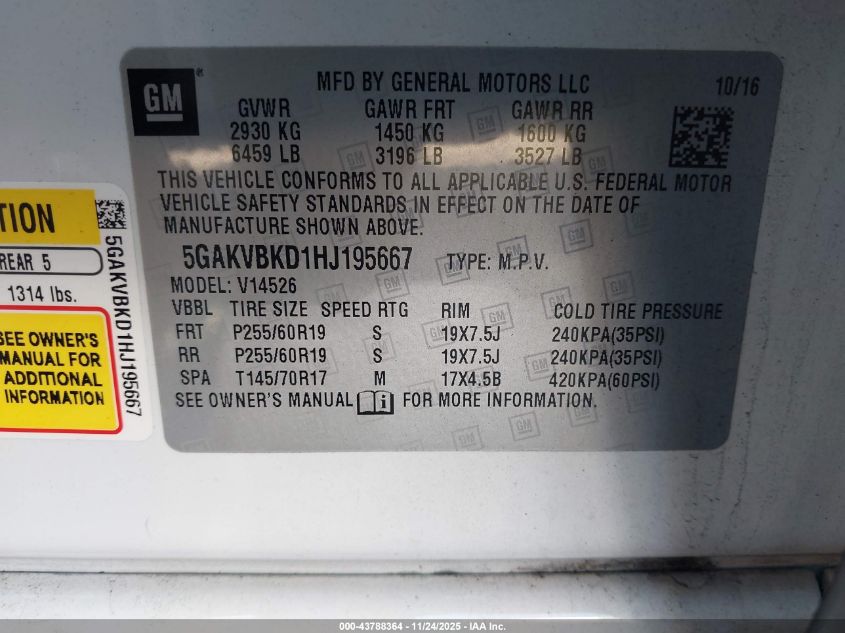 GM
MFD BY GENERAL MOTORS LLC
10/16
GVWR GAWR FRT GAWR RR
2930 KG 1450 KG 1600 KG
6459 LB 3196 LB 3527 LB
THIS VEHICLE CONFORMS TO ALL APPLICABLE U.S. FEDERAL MOTOR
VEHICLE SAFETY STANDARDS IN EFFECT ON THE DATE OF
MANUFACTURE SHOWN ABOVE.
5GAKVBKD1HJ195667 TYPE: M.P.V.
MODEL: V14526
VBBL TIRE SIZE SPEED RTG RIM COLD TIRE PRESSURE
FRT P255/60R19 S 19X7.5J 240KPA(35PSI)
RR P255/60R19 S 19X7.5J 240KPA(35PSI)
SPA T145/70R17 M 17X4.5B 420KPA(60PSI)
SEE OWNER'S MANUAL FOR MORE INFORMATION.
TION
REAR 5
1314 lbs.
SEE OWNER'S
MANUAL FOR
ADDITIONAL
INFORMATION
5GAKVBKD1HJ195667
000-43788364 - 11/24/2025 - IAA Inc.